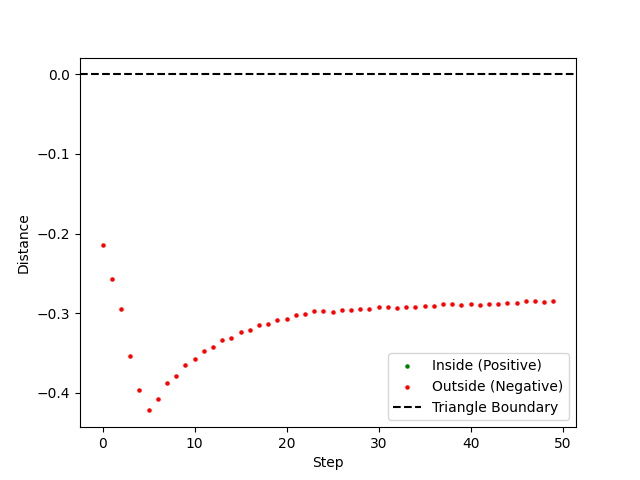 0.0
−0.1
−0.2
−0.3
−0.4
Distance
0
10
20
30
40
50
Step
Inside (Positive)
Outside (Negative)
Triangle Boundary